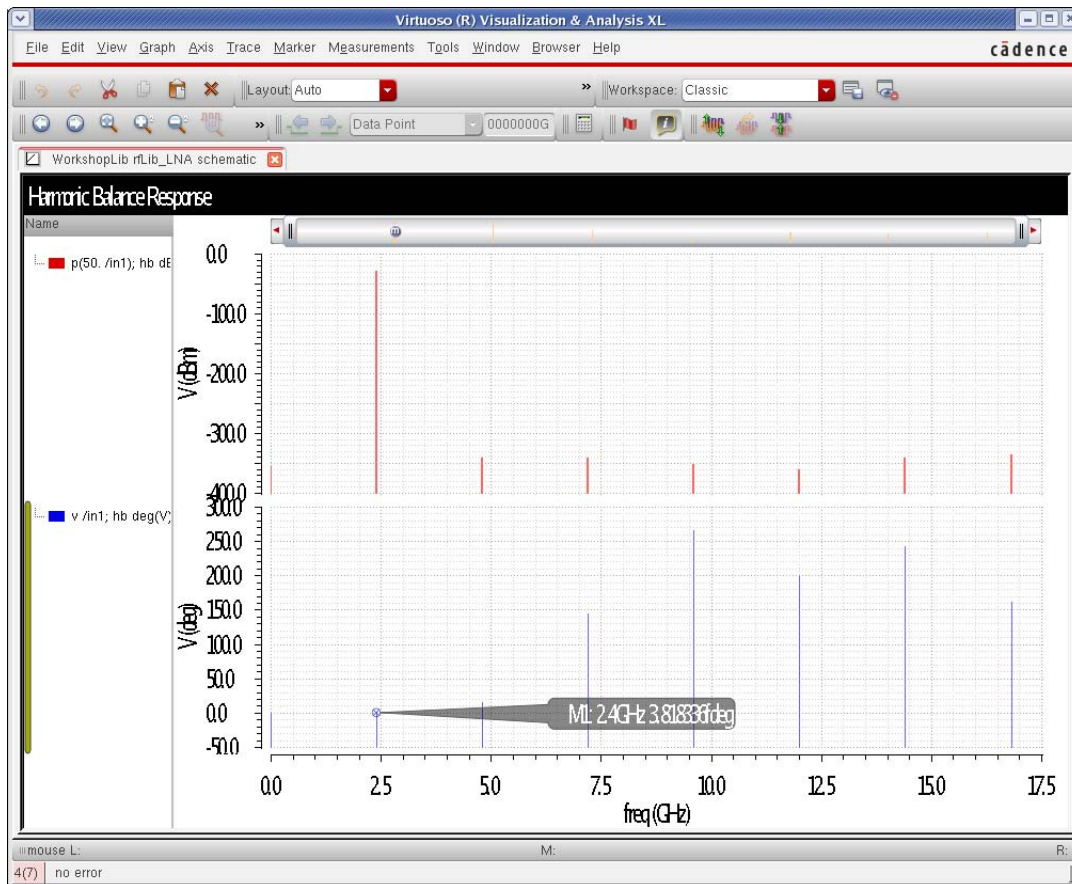 Virtuoso (R) Visualization & Analysis XL
File Edit View Graph Axis Trace Marker Measurements Tools Window Browser Help cādence
Layout: Auto » Workspace: Classic
» Data Point 0000000G
WorkshopLib rfLib_LNA schematic
Harmonic Balance Response
Name
p(50. /in1); hb dB
v /in1; hb deg(V)
0.0
-100.0
-200.0
-300.0
-400.0
V (dBm)
300.0
250.0
200.0
150.0
100.0
50.0
0.0
-50.0
V (deg)
M1: 2.4GHz 3.818336fdeg
0.0 2.5 5.0 7.5 10.0 12.5 15.0 17.5
freq (GHz)
mouse L: M: R:
4(7) no error